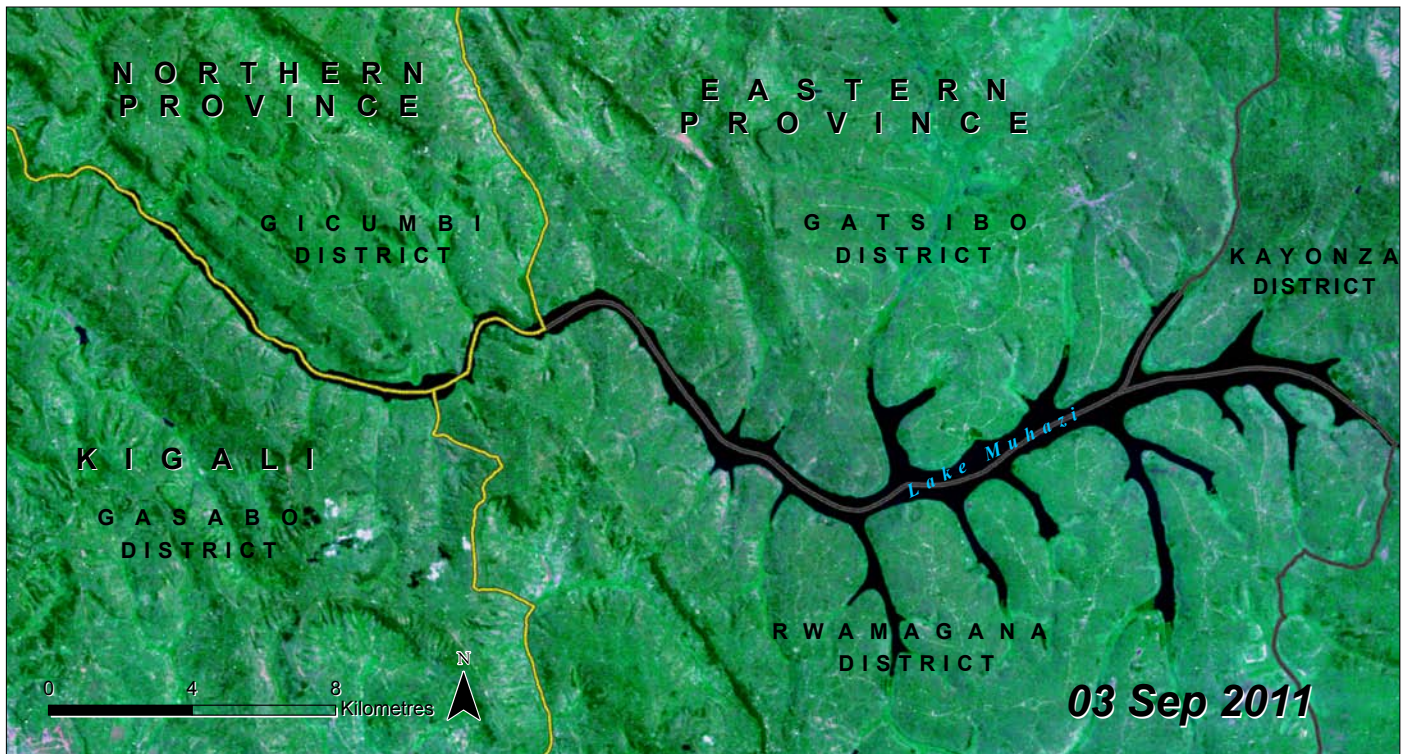 NORTHERN
PROVINCE
EASTERN
PROVINCE
GICUMBI
DISTRICT
GATSIBO
DISTRICT
KAYONZA
DISTRICT
Lake Muhazi
KIGALI
GASABO
DISTRICT
RWAMAGANA
DISTRICT
N
0 4 8
Kilometres
03 Sep 2011